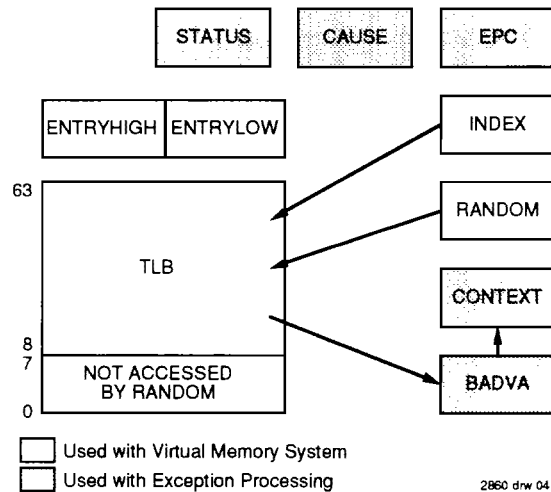 STATUS
CAUSE
EPC
ENTRYHIGH
ENTRYLOW
INDEX
63
RANDOM
TLB
CONTEXT
8
7
NOT ACCESSED
BY RANDOM
BADVA
0
Used with Virtual Memory System
Used with Exception Processing
2860 drw 04